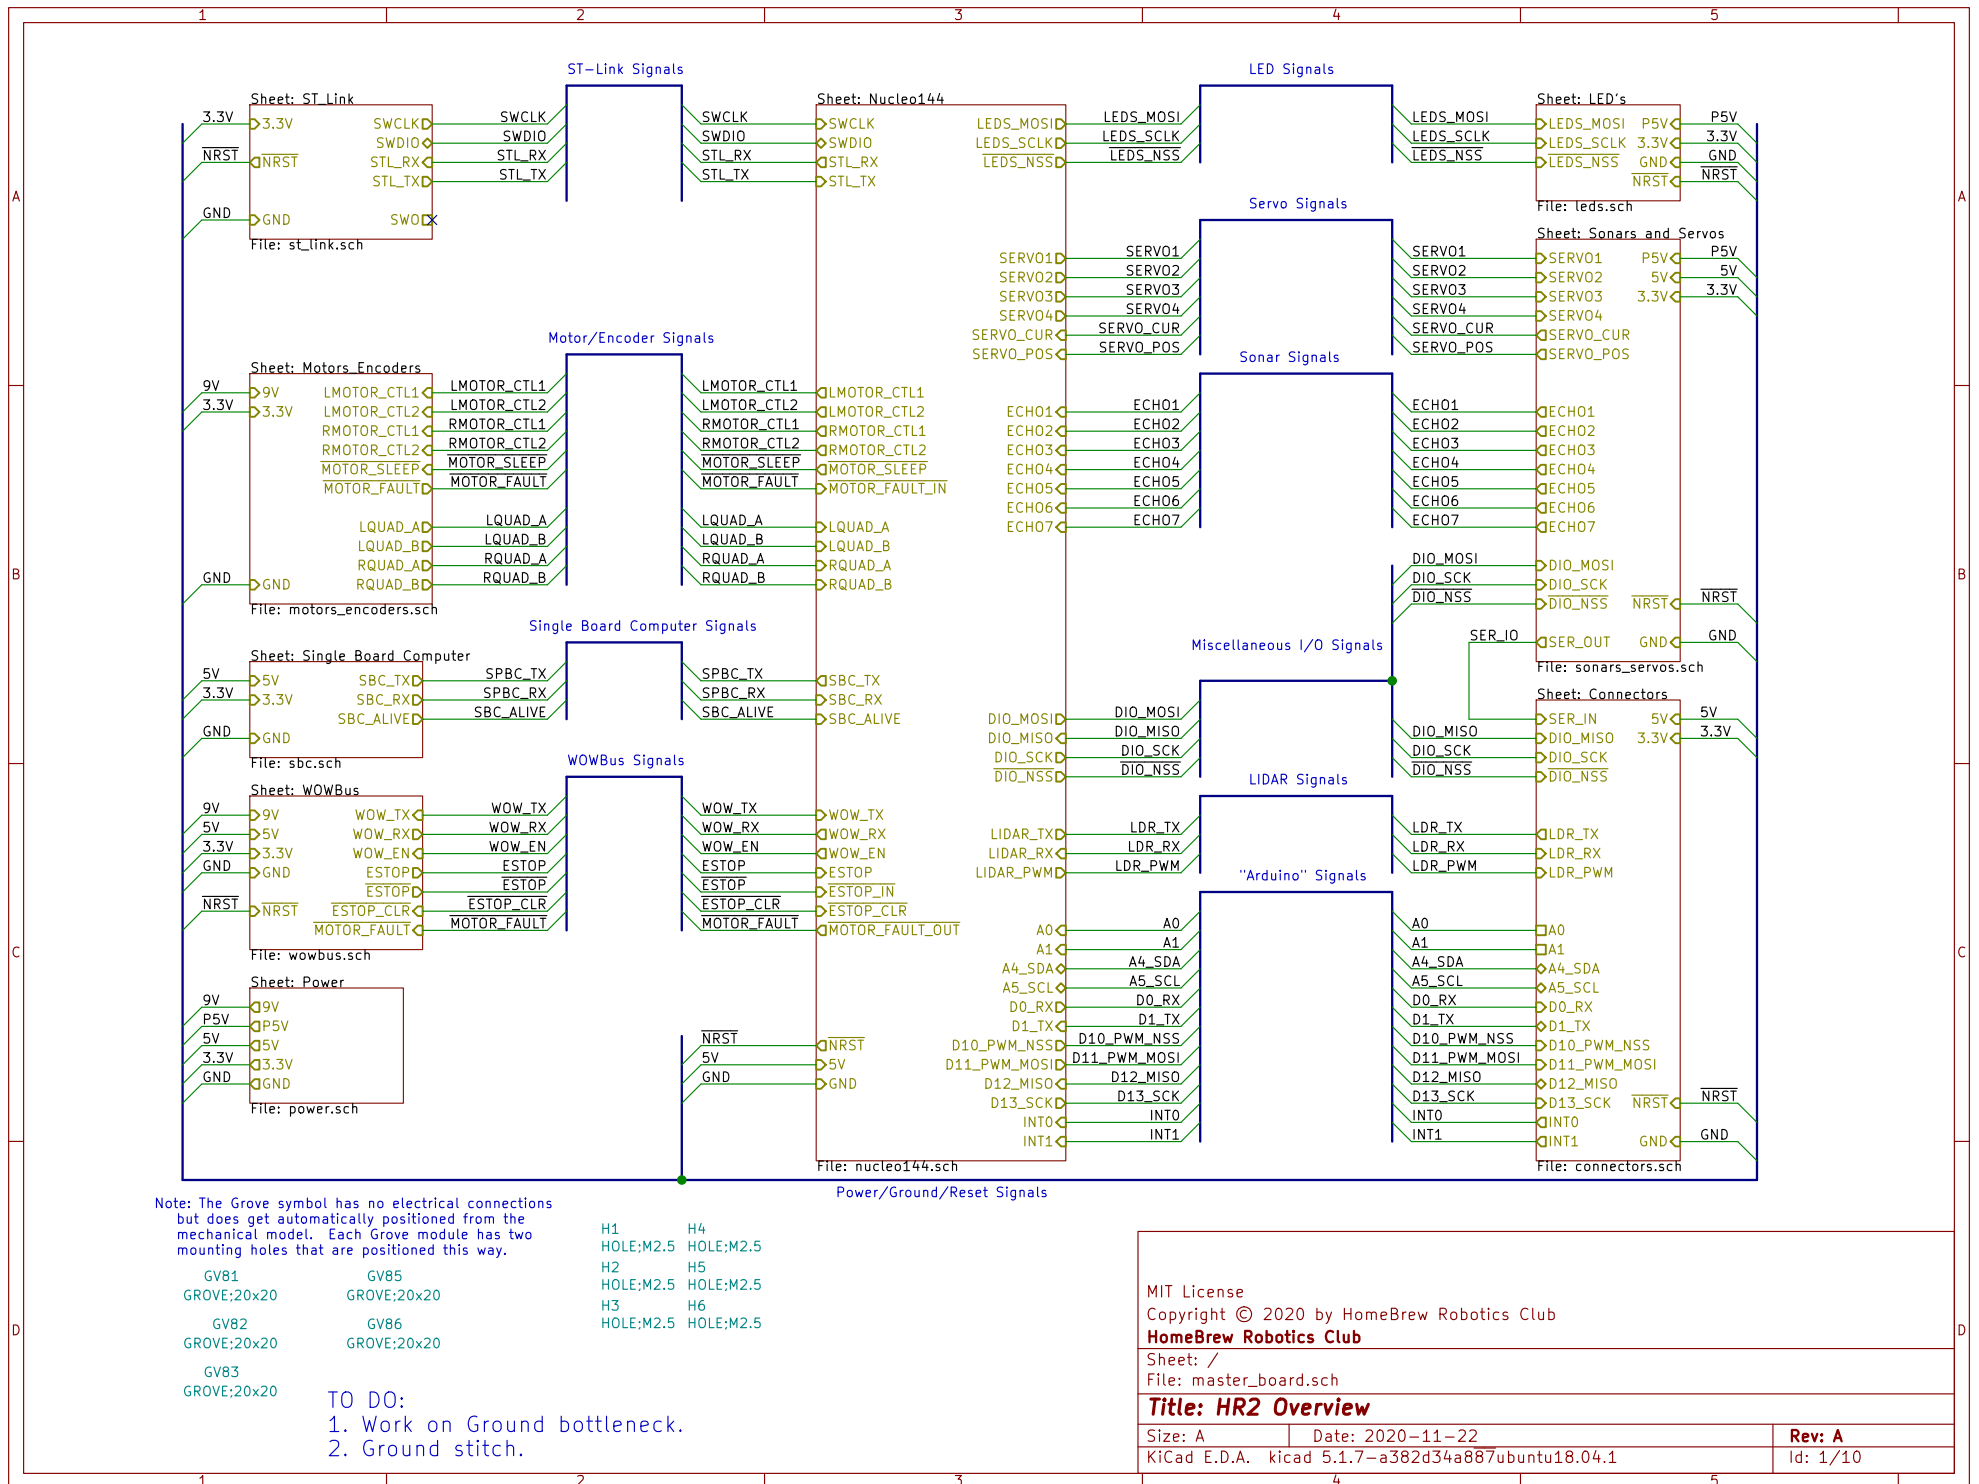 1 2 3 4 5
A
B
C
D
A
B
C
D
ST-Link Signals
Sheet: ST_Link
3.3V
NRST
GND
3.3V
NRST
GND
SWCLK
SWDIO
STL_RX
STL_TX
SWO
SWCLK
SWDIO
STL_RX
STL_TX
File: st_link.sch
Motor/Encoder Signals
Sheet: Motors_Encoders
9V
3.3V
GND
9V
3.3V
GND
LMOTOR_CTL1
LMOTOR_CTL2
RMOTOR_CTL1
RMOTOR_CTL2
MOTOR_SLEEP
MOTOR_FAULT
LQUAD_A
LQUAD_B
RQUAD_A
RQUAD_B
LMOTOR_CTL1
LMOTOR_CTL2
RMOTOR_CTL1
RMOTOR_CTL2
MOTOR_SLEEP
MOTOR_FAULT
LQUAD_A
LQUAD_B
RQUAD_A
RQUAD_B
File: motors_encoders.sch
Single Board Computer Signals
Sheet: Single Board Computer
5V
3.3V
GND
5V
3.3V
GND
SBC_TX
SBC_RX
SBC_ALIVE
SPBC_TX
SPBC_RX
SBC_ALIVE
File: sbc.sch
WOWBus Signals
Sheet: WOWBus
9V
5V
3.3V
GND
NRST
9V
5V
3.3V
GND
NRST
WOW_TX
WOW_RX
WOW_EN
ESTOP
ESTOP
ESTOP_CLR
MOTOR_FAULT
WOW_TX
WOW_RX
WOW_EN
ESTOP
ESTOP
ESTOP_CLR
MOTOR_FAULT
File: wowbus.sch
Sheet: Power
9V
P5V
5V
3.3V
GND
9V
P5V
5V
3.3V
GND
File: power.sch
Sheet: Nucleo144
SWCLK
SWDIO
STL_RX
STL_TX
SWCLK
SWDIO
STL_RX
STL_TX
LMOTOR_CTL1
LMOTOR_CTL2
RMOTOR_CTL1
RMOTOR_CTL2
MOTOR_SLEEP
MOTOR_FAULT
LQUAD_A
LQUAD_B
RQUAD_A
RQUAD_B
LMOTOR_CTL1
LMOTOR_CTL2
RMOTOR_CTL1
RMOTOR_CTL2
MOTOR_SLEEP
MOTOR_FAULT_IN
LQUAD_A
LQUAD_B
RQUAD_A
RQUAD_B
SPBC_TX
SPBC_RX
SBC_ALIVE
SBC_TX
SBC_RX
SBC_ALIVE
WOW_TX
WOW_RX
WOW_EN
ESTOP
ESTOP
ESTOP_CLR
MOTOR_FAULT
WOW_TX
WOW_RX
WOW_EN
ESTOP
ESTOP_IN
ESTOP_CLR
MOTOR_FAULT_OUT
NRST
5V
GND
NRST
5V
GND
LEDS_MOSI
LEDS_SCLK
LEDS_NSS
SERVO1
SERVO2
SERVO3
SERVO4
SERVO_CUR
SERVO_POS
ECHO1
ECHO2
ECHO3
ECHO4
ECHO5
ECHO6
ECHO7
DIO_MOSI
DIO_MISO
DIO_SCK
DIO_NSS
LIDAR_TX
LIDAR_RX
LIDAR_PWM
A0
A1
A4_SDA
A5_SCL
D0_RX
D1_TX
D10_PWM_NSS
D11_PWM_MOSI
D12_MISO
D13_SCK
INT0
INT1
File: nucleo144.sch
LED Signals
LEDS_MOSI
LEDS_SCLK
LEDS_NSS
LEDS_MOSI
LEDS_SCLK
LEDS_NSS
Sheet: LED's
LEDS_MOSI
LEDS_SCLK
LEDS_NSS
P5V
3.3V
GND
NRST
P5V
3.3V
GND
NRST
File: leds.sch
Servo Signals
SERVO1
SERVO2
SERVO3
SERVO4
SERVO_CUR
SERVO_POS
SERVO1
SERVO2
SERVO3
SERVO4
SERVO_CUR
SERVO_POS
Sheet: Sonars and Servos
SERVO1
SERVO2
SERVO3
SERVO4
SERVO_CUR
SERVO_POS
P5V
5V
3.3V
P5V
5V
3.3V
Sonar Signals
ECHO1
ECHO2
ECHO3
ECHO4
ECHO5
ECHO6
ECHO7
ECHO1
ECHO2
ECHO3
ECHO4
ECHO5
ECHO6
ECHO7
ECHO1
ECHO2
ECHO3
ECHO4
ECHO5
ECHO6
ECHO7
DIO_MOSI
DIO_SCK
DIO_NSS
SER_IO
DIO_MOSI
DIO_SCK
DIO_NSS
SER_OUT
NRST
GND
NRST
GND
File: sonars_servos.sch
Miscellaneous I/O Signals
DIO_MOSI
DIO_MISO
DIO_SCK
DIO_NSS
DIO_MISO
DIO_SCK
DIO_NSS
Sheet: Connectors
SER_IN
DIO_MISO
DIO_SCK
DIO_NSS
5V
3.3V
5V
3.3V
LIDAR Signals
LDR_TX
LDR_RX
LDR_PWM
LDR_TX
LDR_RX
LDR_PWM
LDR_TX
LDR_RX
LDR_PWM
"Arduino" Signals
A0
A1
A4_SDA
A5_SCL
D0_RX
D1_TX
D10_PWM_NSS
D11_PWM_MOSI
D12_MISO
D13_SCK
INT0
INT1
A0
A1
A4_SDA
A5_SCL
D0_RX
D1_TX
D10_PWM_NSS
D11_PWM_MOSI
D12_MISO
D13_SCK
INT0
INT1
A0
A1
A4_SDA
A5_SCL
D0_RX
D1_TX
D10_PWM_NSS
D11_PWM_MOSI
D12_MISO
D13_SCK
INT0
INT1
NRST
GND
NRST
GND
File: connectors.sch
Power/Ground/Reset Signals
Note: The Grove symbol has no electrical connections
but does get automatically positioned from the
mechanical model. Each Grove module has two
mounting holes that are positioned this way.
GV81
GROVE;20x20
GV82
GROVE;20x20
GV83
GROVE;20x20
GV85
GROVE;20x20
GV86
GROVE;20x20
H1
HOLE;M2.5
H2
HOLE;M2.5
H3
HOLE;M2.5
H4
HOLE;M2.5
H5
HOLE;M2.5
H6
HOLE;M2.5
TO DO:
1. Work on Ground bottleneck.
2. Ground stitch.
MIT License
Copyright © 2020 by HomeBrew Robotics Club
HomeBrew Robotics Club
Sheet: /
File: master_board.sch
Title: HR2 Overview
Size: A Date: 2020-11-22 Rev: A
KiCad E.D.A. kicad 5.1.7-a382d34a887ubuntu18.04.1 Id: 1/10
1 2 3 4 5